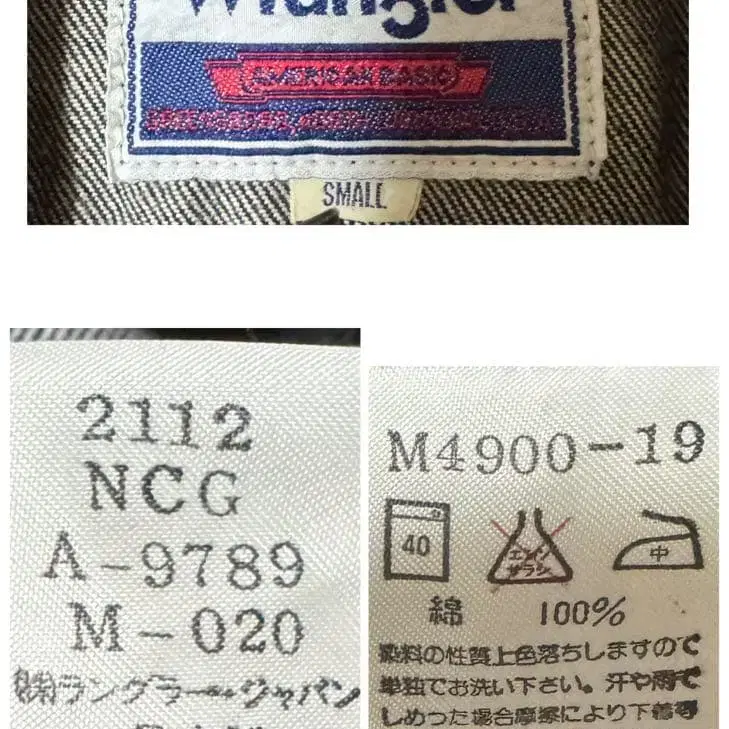 Wrangler
AMERICAN BASIC
SMALL
2112
NCG
A-9789
M-020
㈱ラングラー・ジャパン
M4900-19
40
エンソ
サラシ
中
綿 100%
染料の性質上色落ちしますので
単独でお洗い下さい。汗や雨で
しめった場合摩擦により下着等